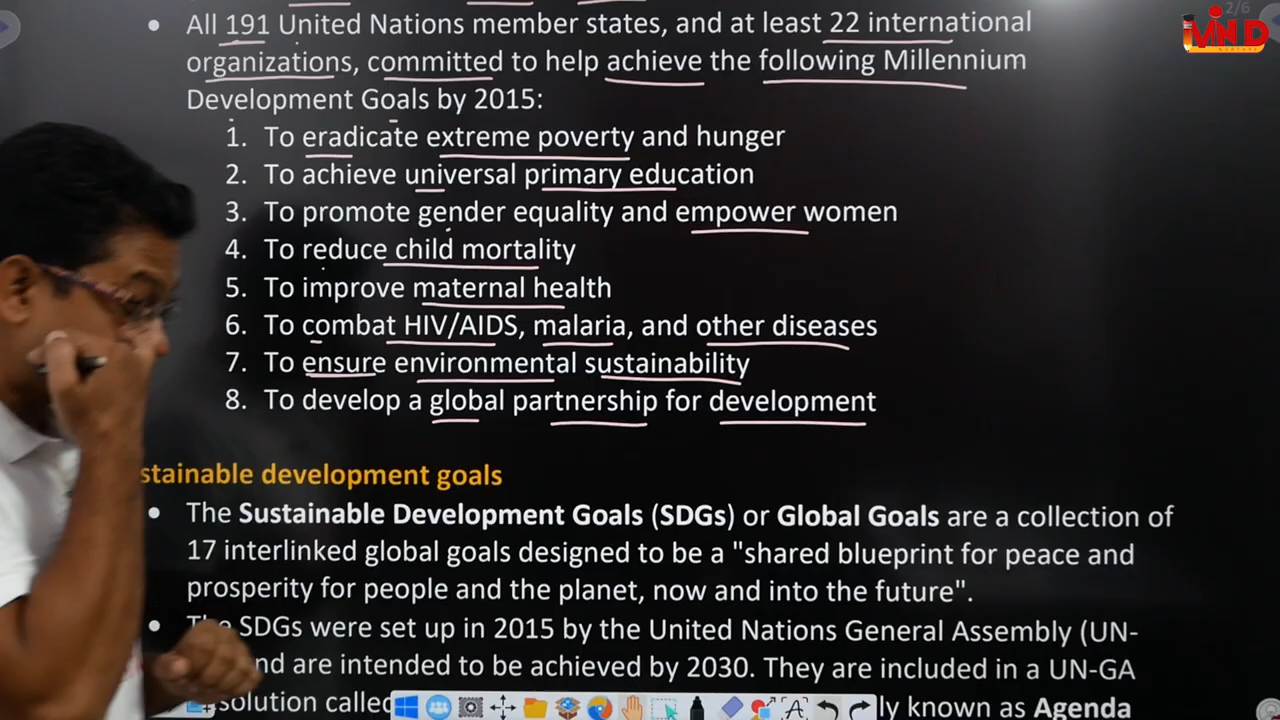 2/6
MIND
All 191 United Nations member states, and at least 22 international
organizations, committed to help achieve the following Millennium
Development Goals by 2015:
1. To eradicate extreme poverty and hunger
2. To achieve universal primary education
3. To promote gender equality and empower women
4. To reduce child mortality
5. To improve maternal health
6. To combat HIV/AIDS, malaria, and other diseases
7. To ensure environmental sustainability
8. To develop a global partnership for development
stainable development goals
The Sustainable Development Goals (SDGs) or Global Goals are a collection of
17 interlinked global goals designed to be a "shared blueprint for peace and
prosperity for people and the planet, now and into the future".
SDGs were set up in 2015 by the United Nations General Assembly (UN-
nd are intended to be achieved by 2030. They are included in a UN-GA
solution called ly known as Agenda